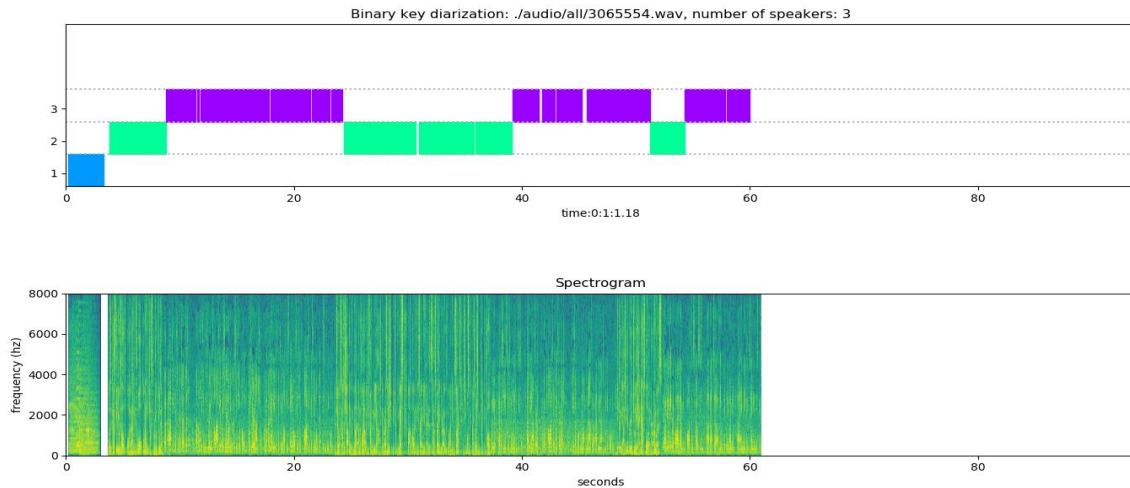 Binary key diarization: ./audio/all/3065554.wav, number of speakers: 3
3
2
1
0 20 40 60 80
time:0:1:1.18
Spectrogram
8000
6000
4000
2000
0
frequency (hz)
0 20 40 60 80
seconds